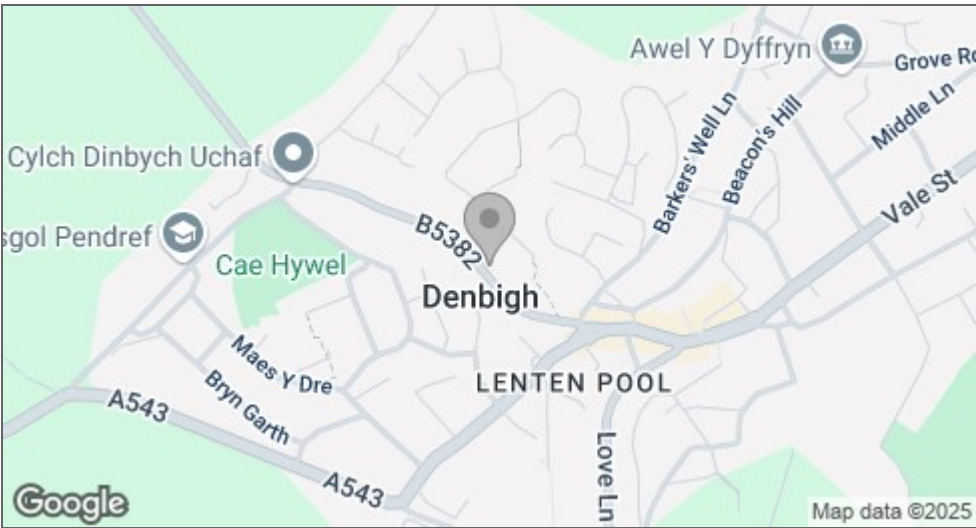 Awel Y Dyffryn
Grove Rd
Middle Ln
Cylch Dinbych Uchaf
Barkers' Well Ln
Beacon's Hill
Vale St
sgol Pendref
B5382
Cae Hywel
Denbigh
Maes Y Dre
LENTEN POOL
Bryn Garth
A543
Love Ln
A543
Google
Map data ©2025